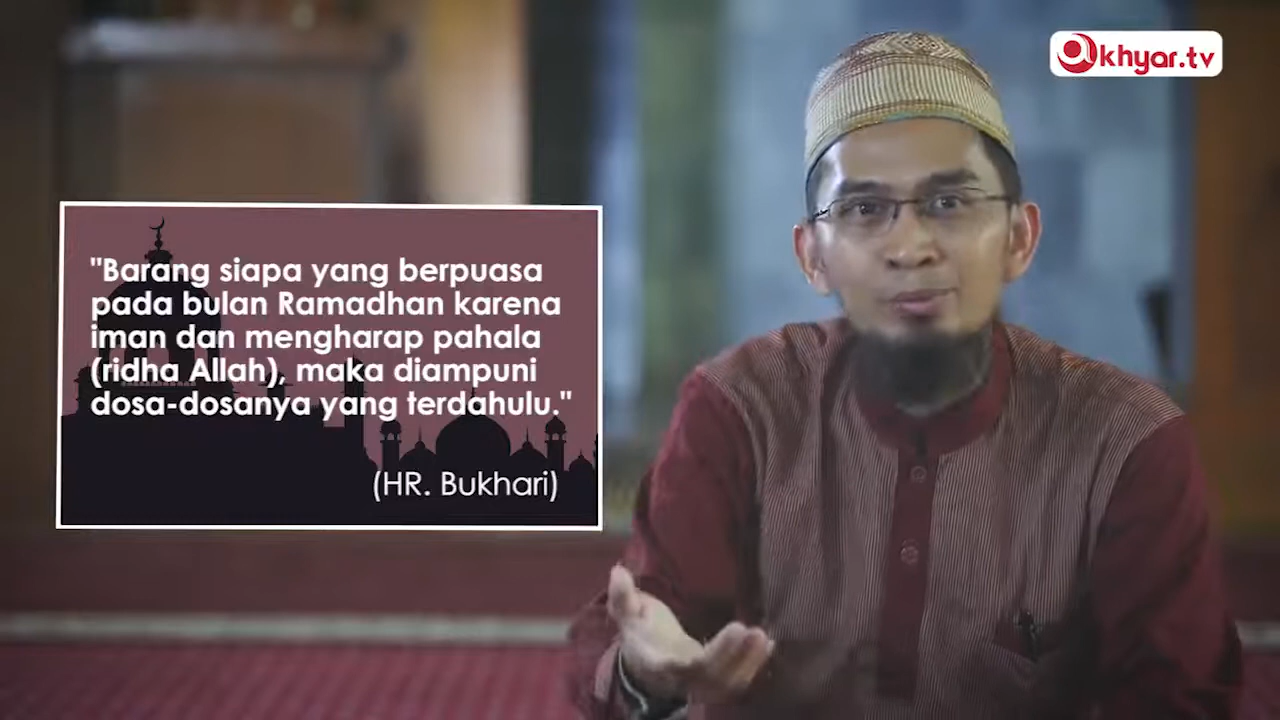 akhyar.tv
"Barang siapa yang berpuasa
pada bulan Ramadhan karena
iman dan mengharap pahala
(ridha Allah), maka diampuni
dosa-dosanya yang terdahulu."
(HR. Bukhari)